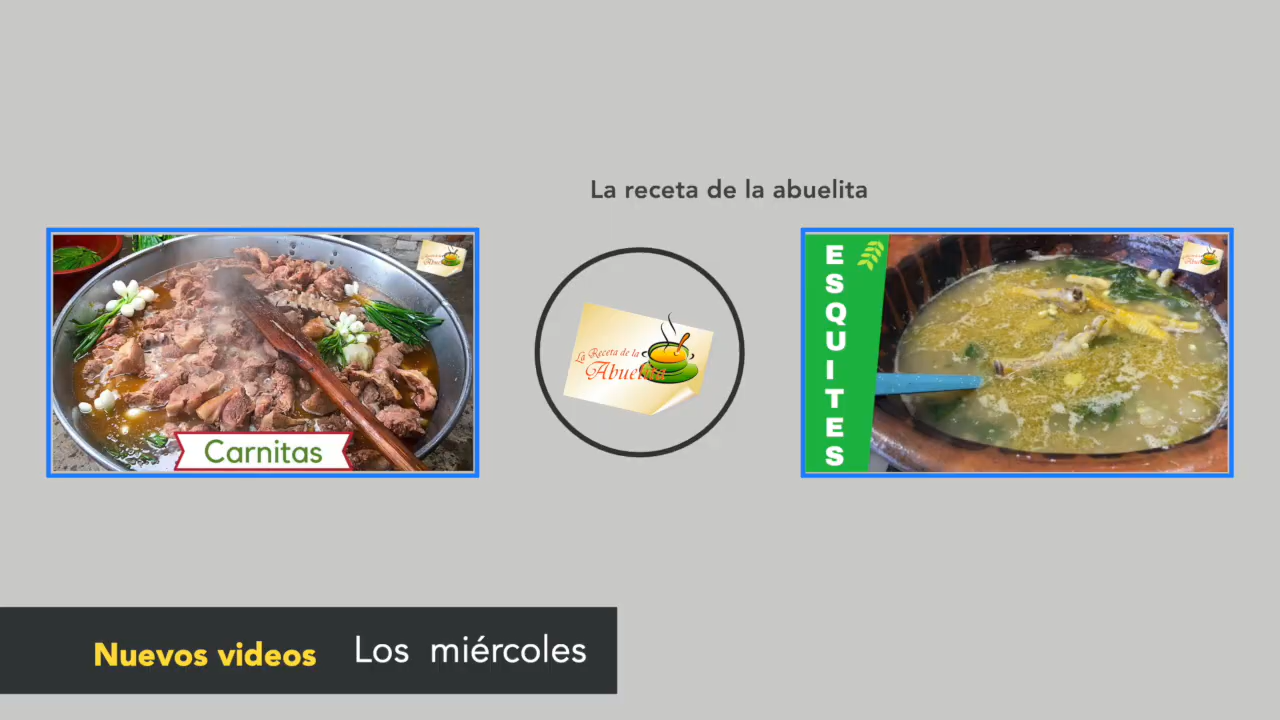 La receta de la abuelita
Carnitas
La Receta de la
Abuelita
ESQUITES
Nuevos videos Los miércoles